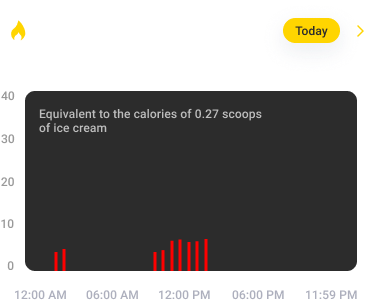 Today
40
Equivalent to the calories of 0.27 scoops
of ice cream
30
20
10
0
12:00 AM 06:00 AM 12:00 PM 06:00 PM 11:59 PM